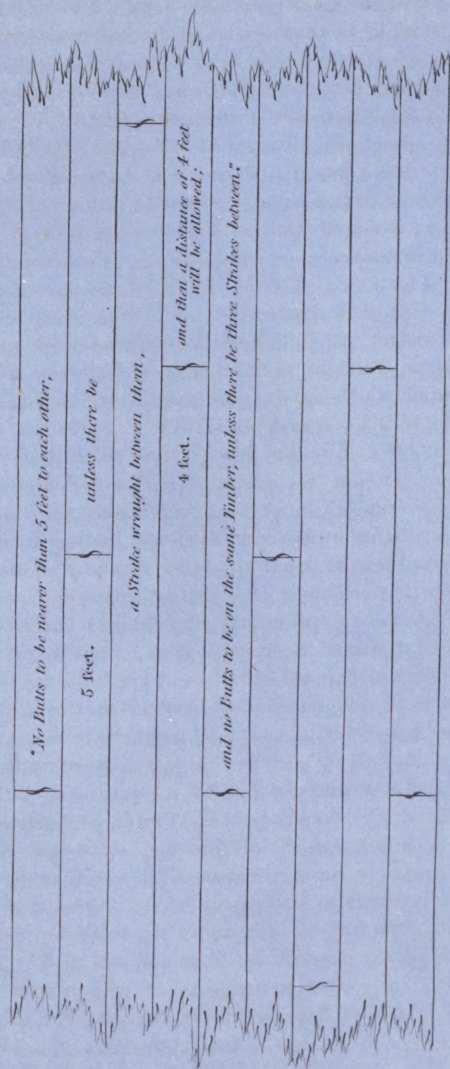 "No Butts to be nearer than 5 feet to each other,
5 feet.
unless there be
a Strake wrought between them,
4 feet.
and then a distance of 4 feet
will be allowed;
and no Butts to be on the same Timber, unless there be three Strakes between."